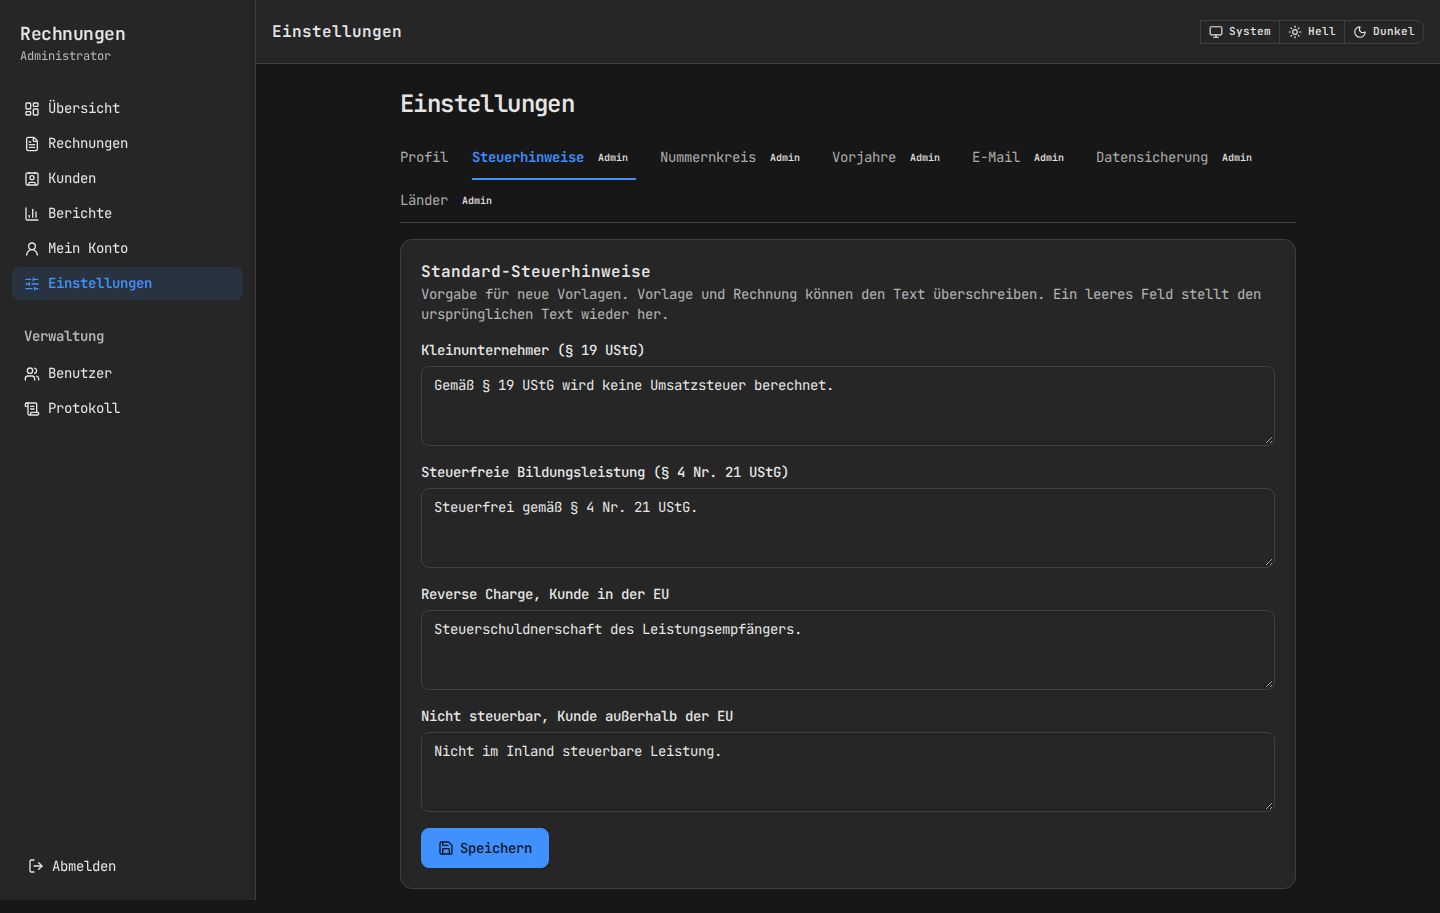 Rechnungen
Administrator
Übersicht
Rechnungen
Kunden
Berichte
Mein Konto
Einstellungen
Verwaltung
Benutzer
Protokoll
Abmelden
Einstellungen
System Hell Dunkel
Einstellungen
Profil Steuerhinweise Admin Nummernkreis Admin Vorjahre Admin E-Mail Admin Datensicherung Admin
Länder Admin
Standard-Steuerhinweise
Vorgabe für neue Vorlagen. Vorlage und Rechnung können den Text überschreiben. Ein leeres Feld stellt den
ursprünglichen Text wieder her.
Kleinunternehmer (§ 19 UStG)
Gemäß § 19 UStG wird keine Umsatzsteuer berechnet.
Steuerfreie Bildungsleistung (§ 4 Nr. 21 UStG)
Steuerfrei gemäß § 4 Nr. 21 UStG.
Reverse Charge, Kunde in der EU
Steuerschuldnerschaft des Leistungsempfängers.
Nicht steuerbar, Kunde außerhalb der EU
Nicht im Inland steuerbare Leistung.
Speichern